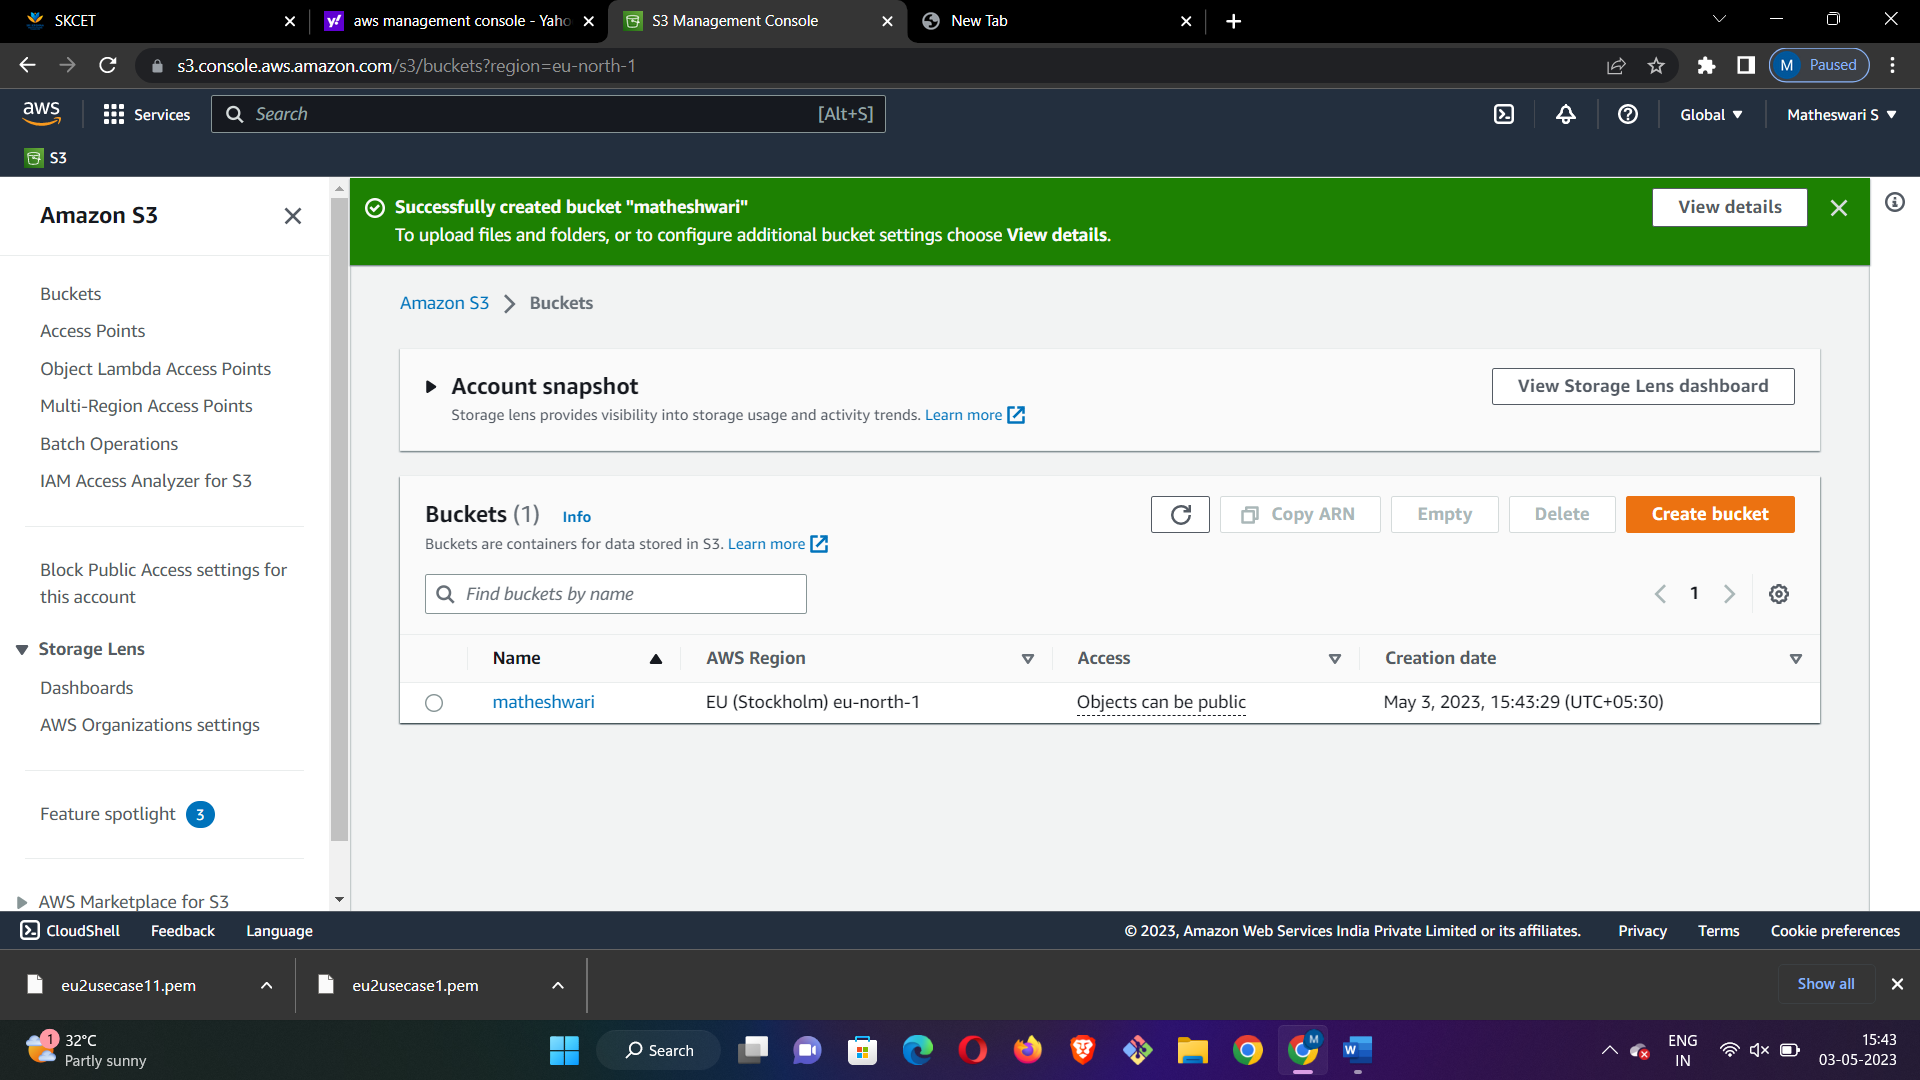 SKCET
aws management console - Yaho
S3 Management Console
New Tab
s3.console.aws.amazon.com/s3/buckets?region=eu-north-1
M Paused
aws
Services
Search
[Alt+S]
Global
Matheswari S
S3
Amazon S3
Buckets
Access Points
Object Lambda Access Points
Multi-Region Access Points
Batch Operations
IAM Access Analyzer for S3
Block Public Access settings for
this account
Storage Lens
Dashboards
AWS Organizations settings
Feature spotlight 3
AWS Marketplace for S3
Successfully created bucket "matheshwari"
To upload files and folders, or to configure additional bucket settings choose View details.
View details
Amazon S3 > Buckets
Account snapshot
Storage lens provides visibility into storage usage and activity trends. Learn more
View Storage Lens dashboard
Buckets (1) Info
Buckets are containers for data stored in S3. Learn more
Copy ARN
Empty
Delete
Create bucket
Find buckets by name
1
Name AWS Region Access Creation date
matheshwari EU (Stockholm) eu-north-1 Objects can be public May 3, 2023, 15:43:29 (UTC+05:30)
CloudShell Feedback Language
© 2023, Amazon Web Services India Private Limited or its affiliates. Privacy Terms Cookie preferences
eu2usecase11.pem
eu2usecase1.pem
Show all
1
32°C
Partly sunny
Search
M
W
ENG
IN
15:43
03-05-2023